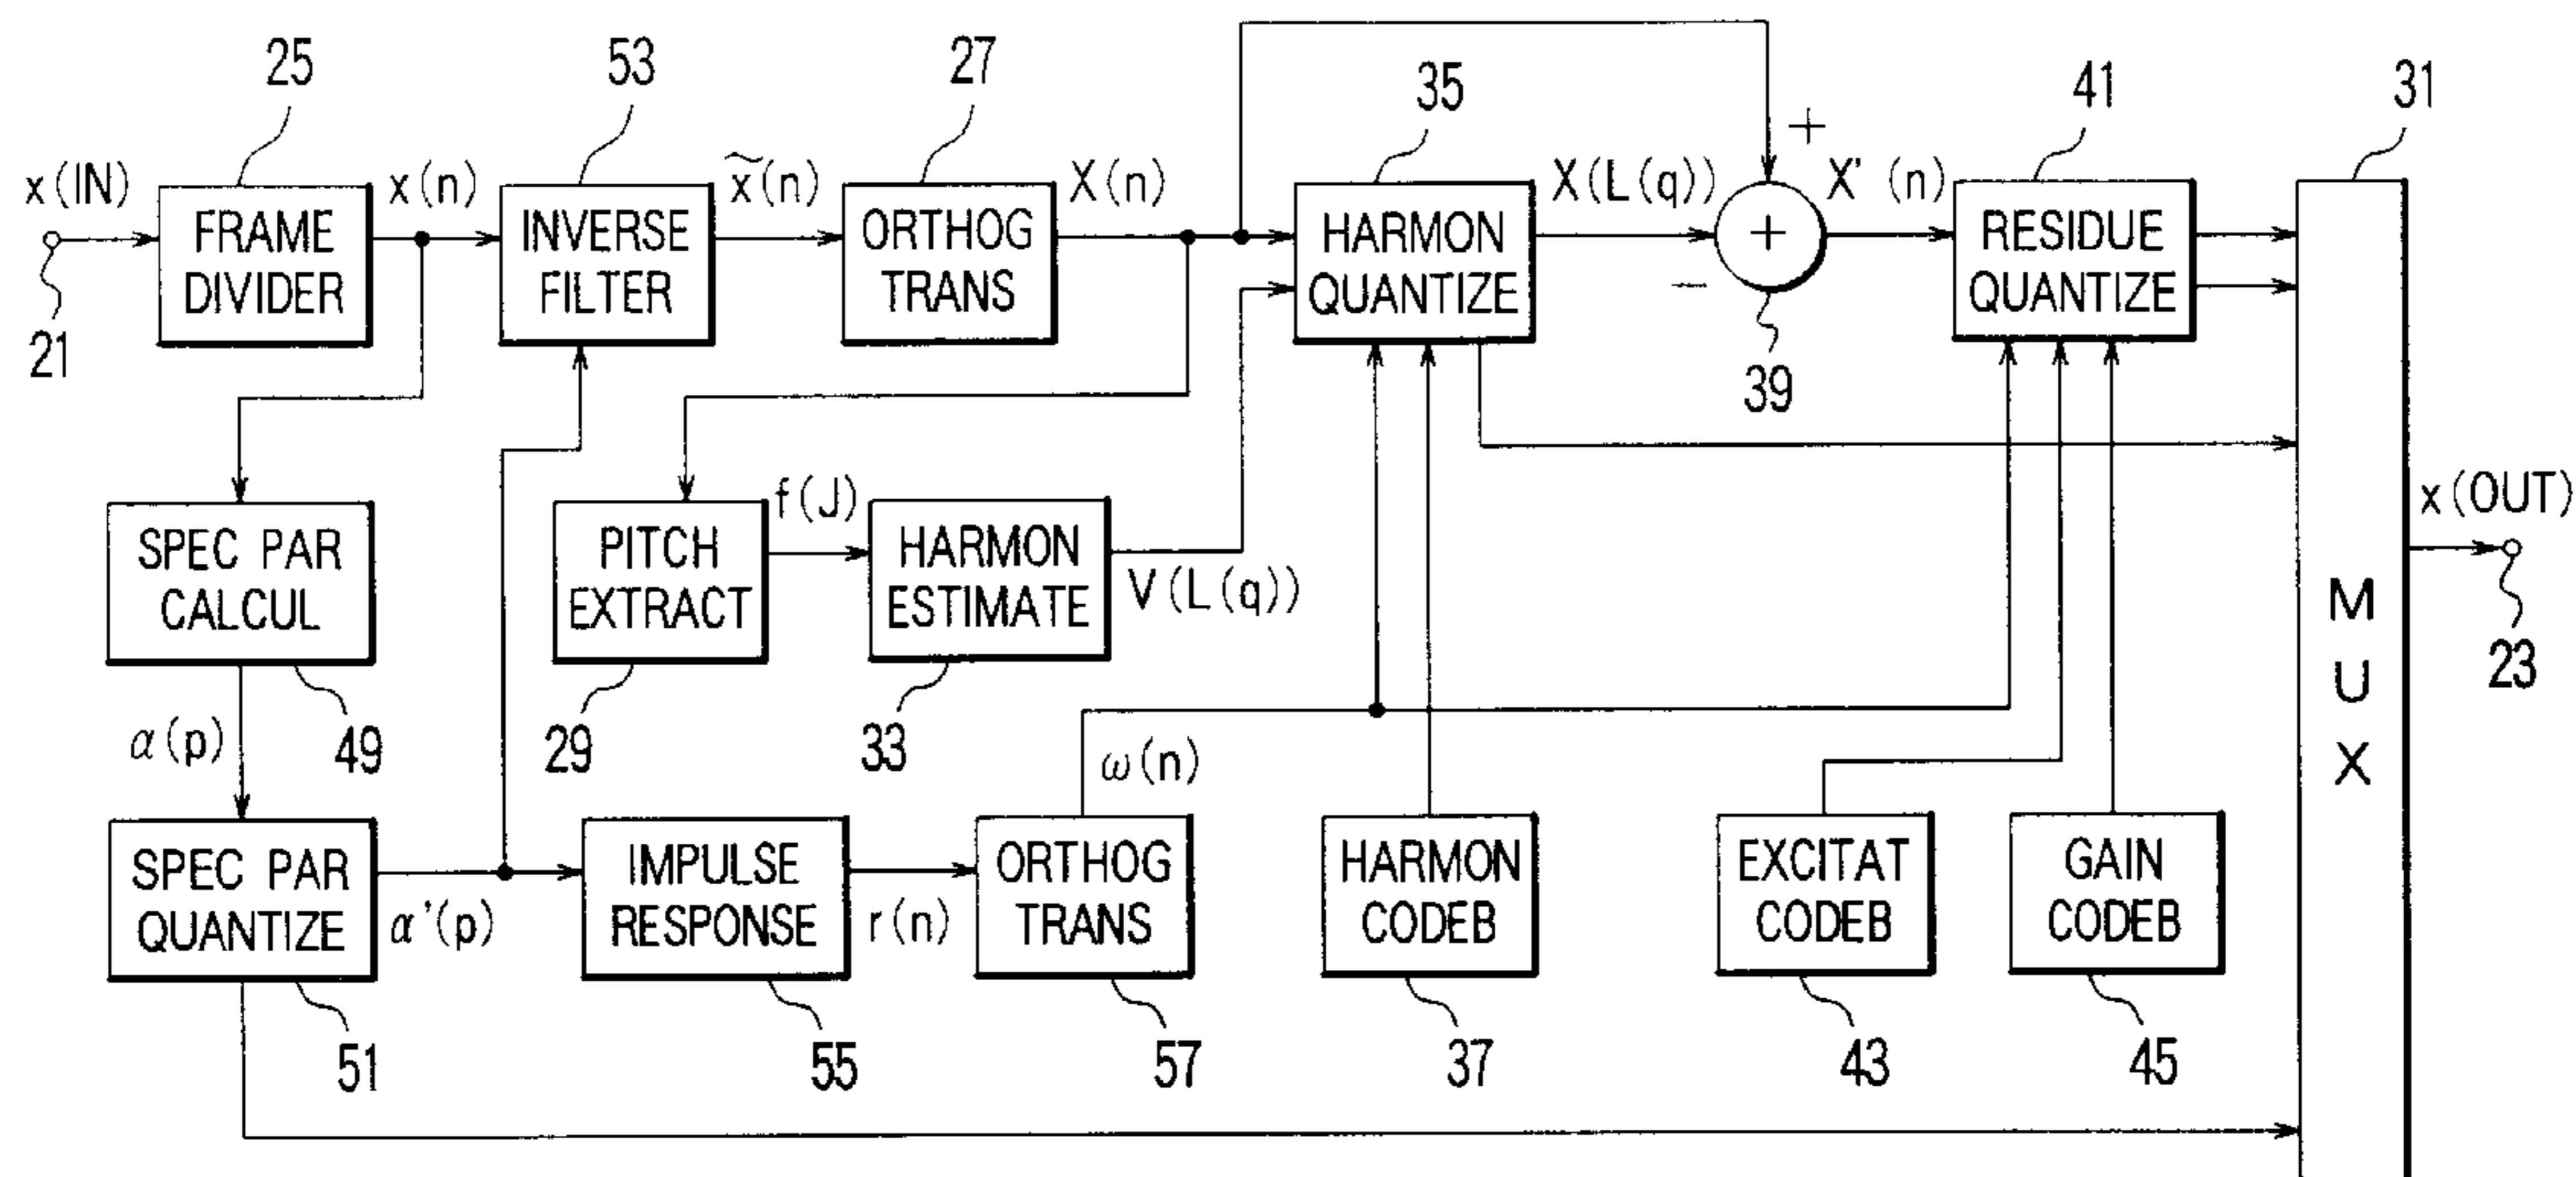 25
53
27
35
41
31
x(IN)
x(n)
x̃(n)
X(n)
X(L(q))
+
X'(n)
FRAME
DIVIDER
INVERSE
FILTER
ORTHOG
TRANS
HARMON
QUANTIZE
+
−
RESIDUE
QUANTIZE
21
39
SPEC PAR
CALCUL
PITCH
EXTRACT
f(J)
HARMON
ESTIMATE
V(L(q))
x(OUT)
23
MUX
49
29
33
α(p)
ω(n)
SPEC PAR
QUANTIZE
α'(p)
IMPULSE
RESPONSE
r(n)
ORTHOG
TRANS
HARMON
CODEB
EXCITAT
CODEB
GAIN
CODEB
51
55
57
37
43
45